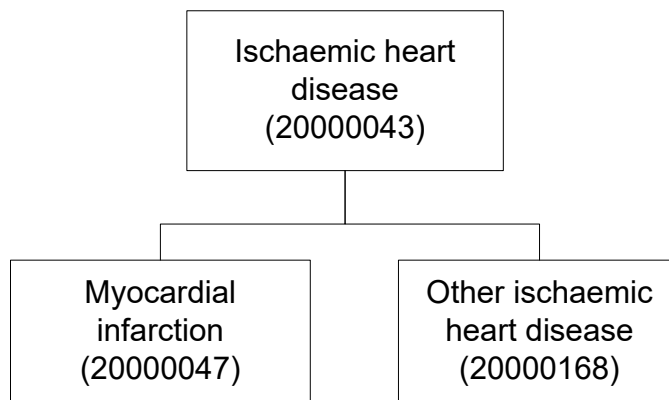 Ischaemic heart
disease
(20000043)
Myocardial
infarction
(20000047)
Other ischaemic
heart disease
(20000168)